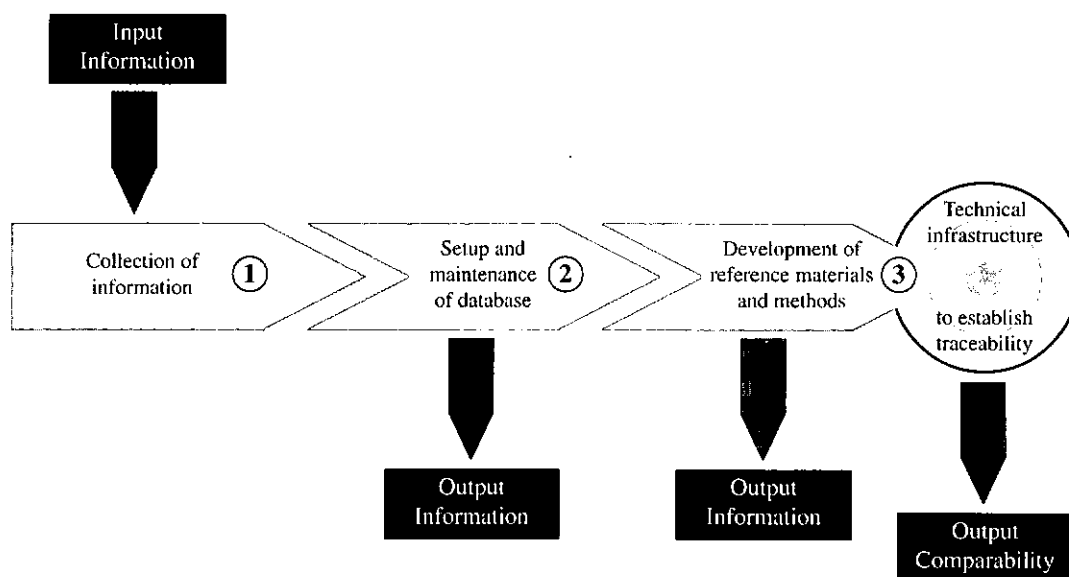 Input
Information
Collection of
information
1
Setup and
maintenance
of database
2
Development of
reference materials
and methods
3
Technical
infrastructure
to establish
traceability
Output
Information
Output
Information
Output
Comparability